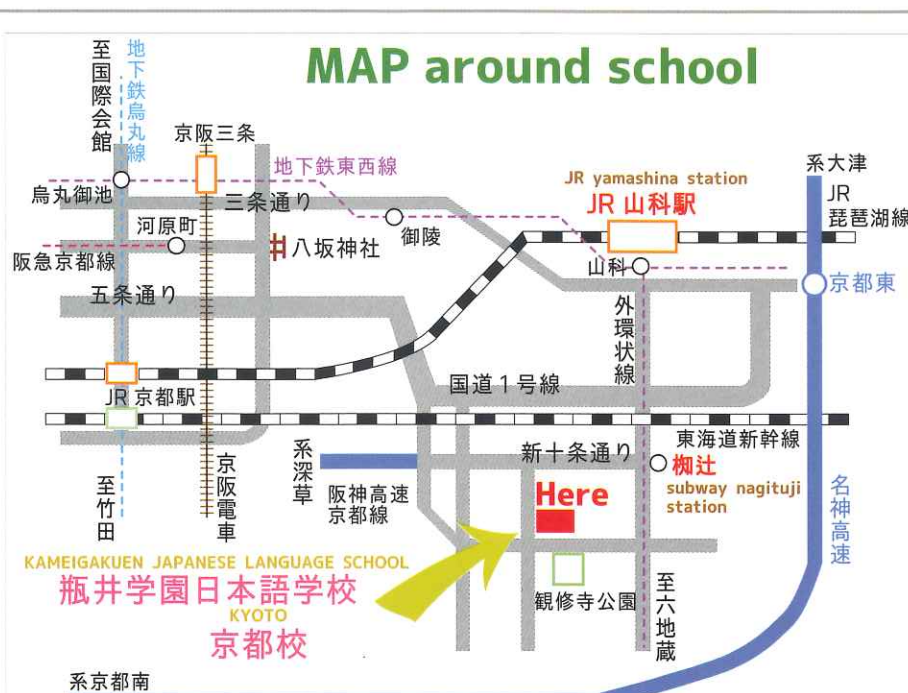 MAP around school
至国際会館
地下鉄烏丸線
京阪三条
地下鉄東西線
系大津
JR
琵琶湖線
JR yamashina station
JR 山科駅
烏丸御池
三条通り
河原町
御陵
八坂神社
阪急京都線
山科
京都東
五条通り
外環状線
国道1号線
JR 京都駅
東海道新幹線
新十条通り
系深草
椥辻
subway nagituji
station
阪神高速
京都線
Here
至竹田
京阪電車
名神高速
KAMEIGAKUEN JAPANESE LANGUAGE SCHOOL
瓶井学園日本語学校
KYOTO
京都校
観修寺公園
至六地蔵
系京都南